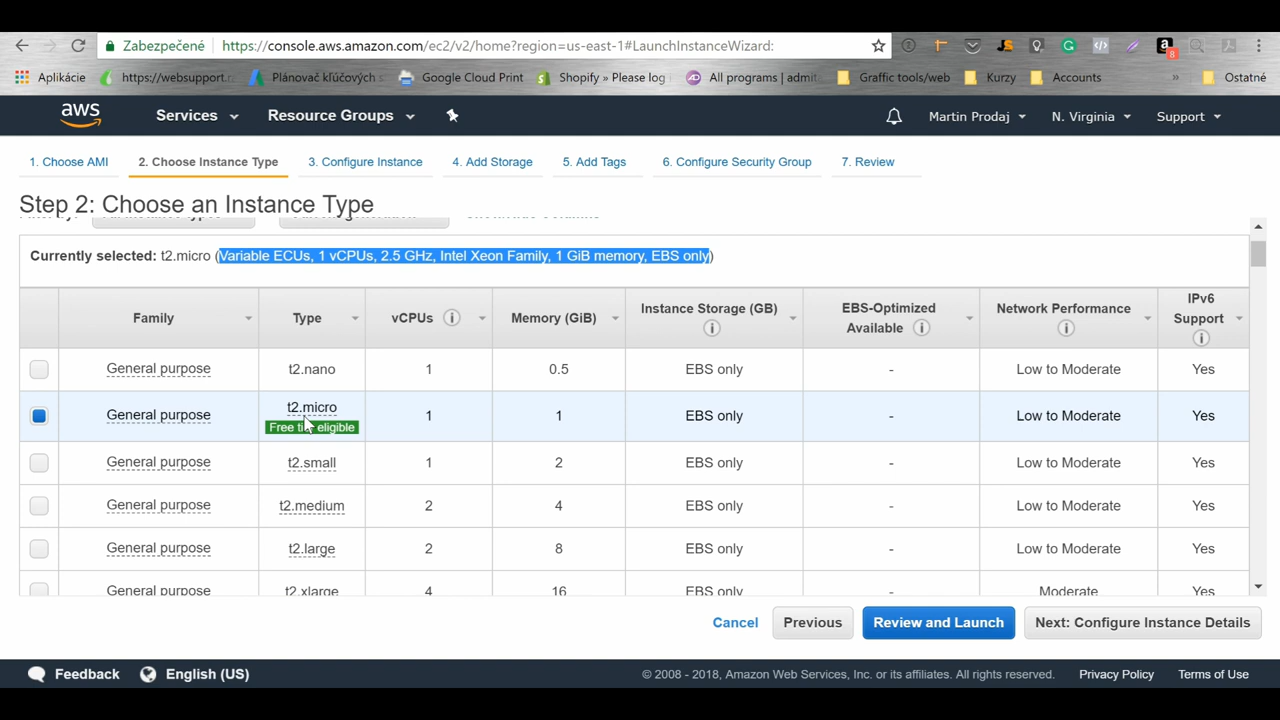 Zabezpečené https://console.aws.amazon.com/ec2/v2/home?region=us-east-1#LaunchInstanceWizard:
8
Aplikácie https://websupport. Plánovač kľúčových Google Cloud Print Shopify » Please log All programs | admit Graffic tools/web Kurzy Accounts » Ostatné
aws Services Resource Groups Martin Prodaj N. Virginia Support
1. Choose AMI 2. Choose Instance Type 3. Configure Instance 4. Add Storage 5. Add Tags 6. Configure Security Group 7. Review
Step 2: Choose an Instance Type
Currently selected: t2.micro (Variable ECUs, 1 vCPUs, 2.5 GHz, Intel Xeon Family, 1 GiB memory, EBS only)
Family Type vCPUs Memory (GiB) Instance Storage (GB) EBS-Optimized Available Network Performance IPv6 Support
General purpose t2.nano 1 0.5 EBS only - Low to Moderate Yes
General purpose t2.micro 1 1 EBS only - Low to Moderate Yes
Free tier eligible
General purpose t2.small 1 2 EBS only - Low to Moderate Yes
General purpose t2.medium 2 4 EBS only - Low to Moderate Yes
General purpose t2.large 2 8 EBS only - Low to Moderate Yes
General purpose t2.xlarge 4 16 EBS only - Moderate Yes
Cancel Previous Review and Launch Next: Configure Instance Details
Feedback English (US) © 2008 - 2018, Amazon Web Services, Inc. or its affiliates. All rights reserved. Privacy Policy Terms of Use